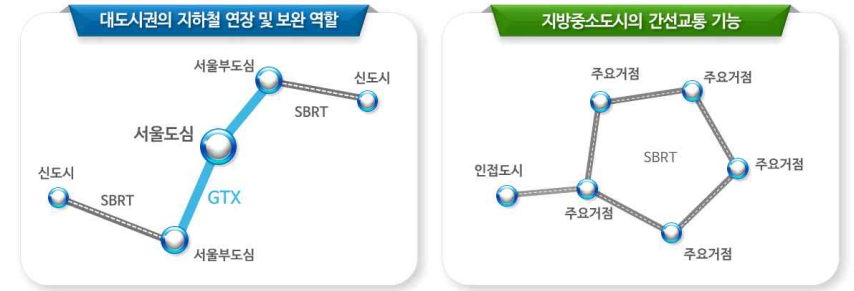 대도시권의 지하철 연장 및 보완 역할
서울부도심
신도시
SBRT
서울도심
신도시
SBRT
GTX
서울부도심
지방중소도시의 간선교통 기능
주요거점
주요거점
SBRT
주요거점
인접도시
주요거점
주요거점